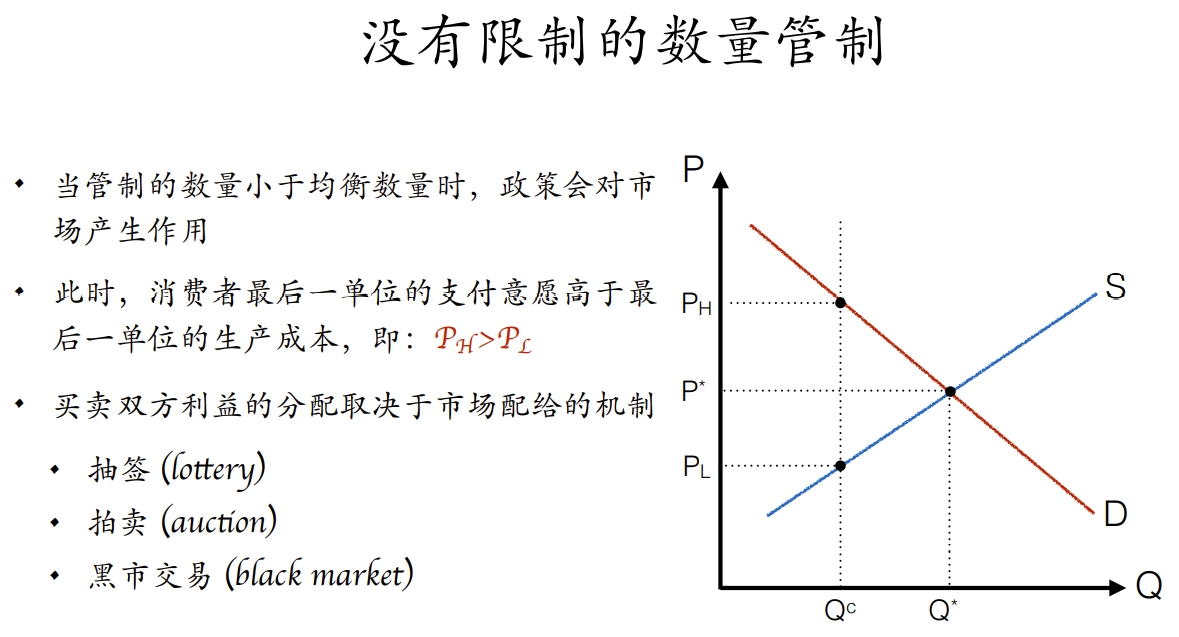 没有限制的数量管制
• 当管制的数量小于均衡数量时，政策会对市
场产生作用
• 此时，消费者最后一单位的支付意愿高于最
后一单位的生产成本，即：P_H>P_L
• 买卖双方利益的分配取决于市场配给的机制
• 抽签 (lottery)
• 拍卖 (auction)
• 黑市交易 (black market)
P
S
P_H
P*
P_L
D
Q
Q^C
Q*